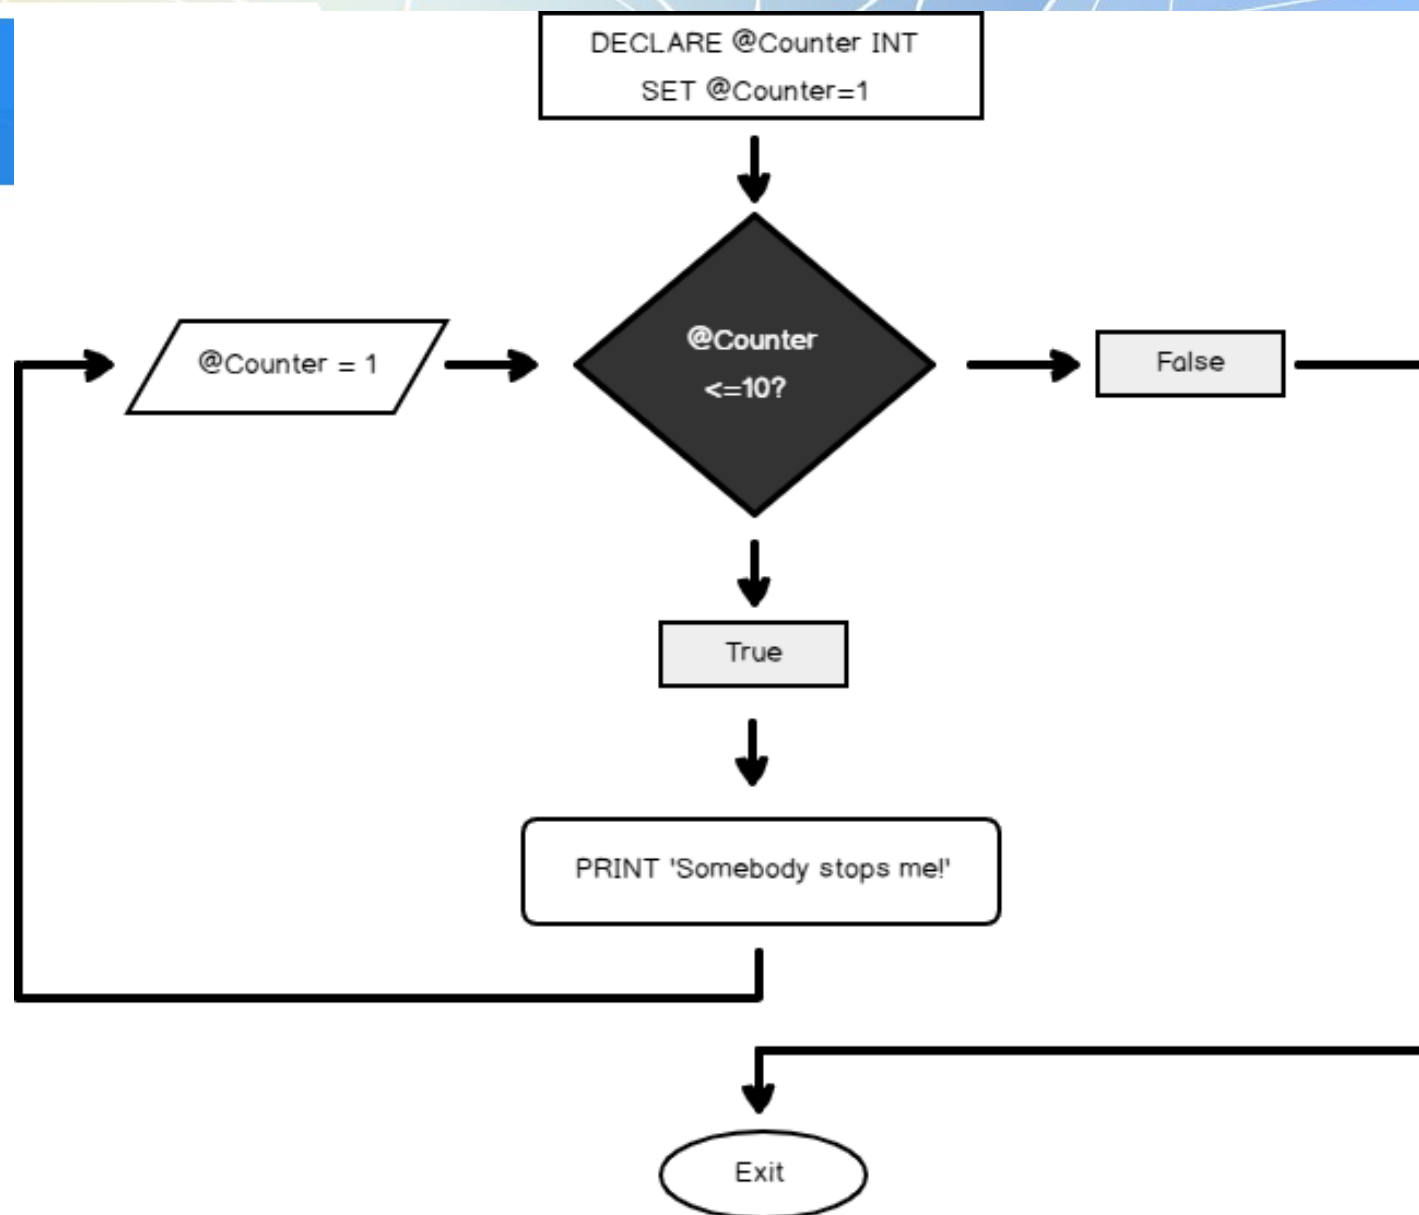 DECLARE @Counter INT
SET @Counter=1
@Counter = 1
@Counter
<=10?
False
True
PRINT 'Somebody stops me!'
Exit